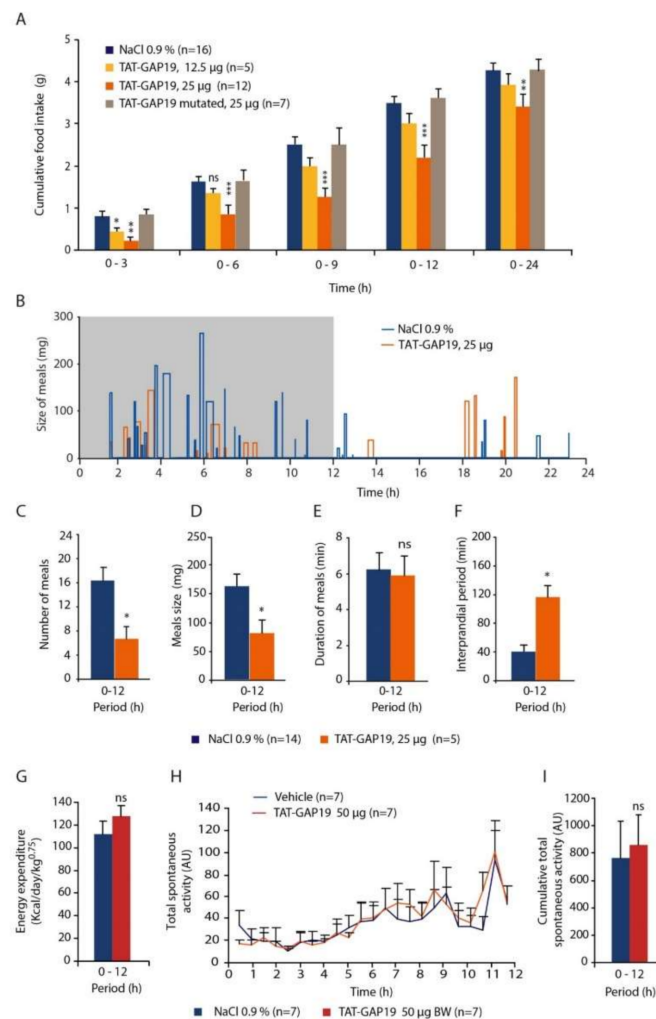 A
5
4
3
2
1
0
Cumulative food intake (g)
NaCl 0.9 % (n=16)
TAT-GAP19, 12.5 µg (n=5)
TAT-GAP19, 25 µg (n=12)
TAT-GAP19 mutated, 25 µg (n=7)
* ** ns *** *** *** **
0 - 3 0 - 6 0 - 9 0 - 12 0 - 24
Time (h)
B
300
200
100
0
Size of meals (mg)
NaCl 0.9 %
TAT-GAP19, 25 µg
0 2 4 6 8 10 12 14 16 18 20 22 24
Time (h)
C
24
20
16
12
8
4
0
Number of meals
*
0-12
Period (h)
D
250
200
150
100
50
0
Meals size (mg)
*
0-12
Period (h)
E
8
6
4
2
0
Duration of meals (min)
ns
0-12
Period (h)
F
200
160
120
80
40
0
Interprandial period (min)
*
0-12
Period (h)
NaCl 0.9 % (n=14) TAT-GAP19, 25 µg (n=5)
G
140
120
100
80
60
40
20
0
Energy expenditure
(Kcal/day/kg0.75)
ns
0 - 12
Period (h)
H
140
120
100
80
60
40
20
0
Total spontaneous
activity (AU)
Vehicle (n=7)
TAT-GAP19 50 µg (n=7)
0 1 2 3 4 5 6 7 8 9 10 11 12
Time (h)
I
1200
1000
800
600
400
200
0
Cumulative total
spontaneous activity (AU)
ns
0 - 12
Period (h)
NaCl 0.9 % (n=7) TAT-GAP19 50 µg BW (n=7)